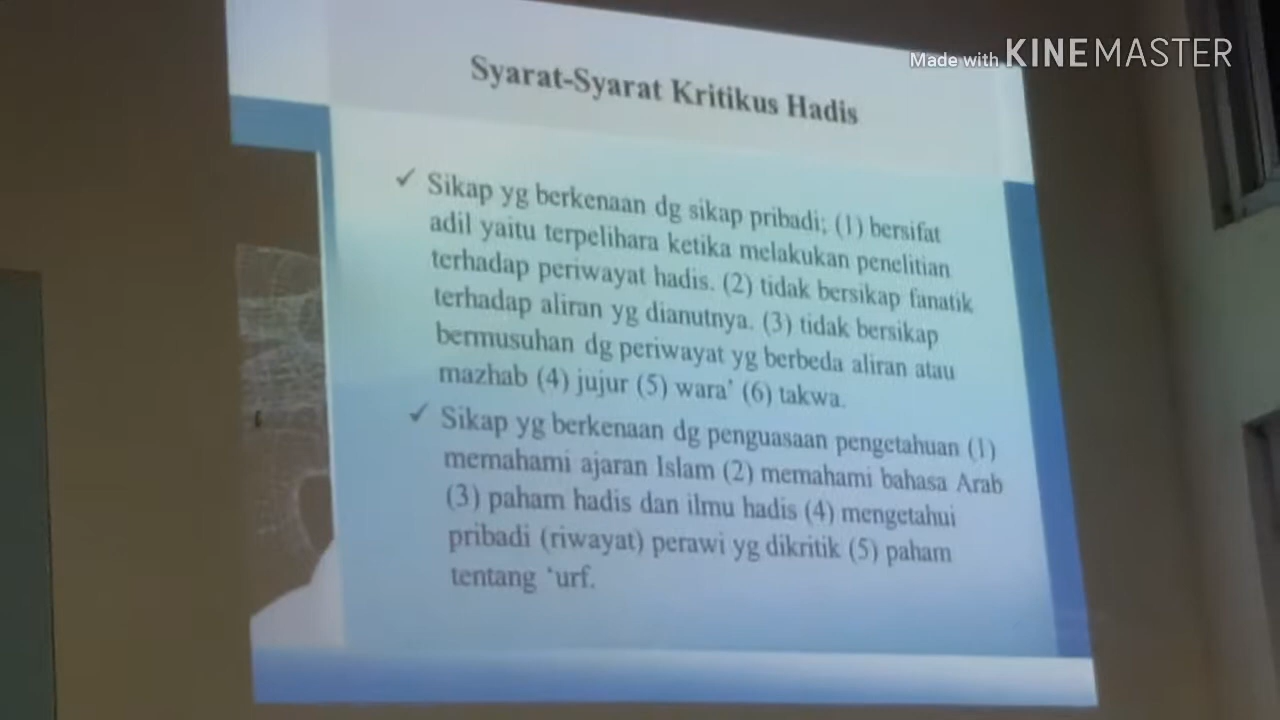 Made with KINEMASTER
Syarat-Syarat Kritikus Hadis
✓ Sikap yg berkenaan dg sikap pribadi; (1) bersifat
adil yaitu terpelihara ketika melakukan penelitian
terhadap periwayat hadis. (2) tidak bersikap fanatik
terhadap aliran yg dianutnya. (3) tidak bersikap
bermusuhan dg periwayat yg berbeda aliran atau
mazhab (4) jujur (5) wara’ (6) takwa.
✓ Sikap yg berkenaan dg penguasaan pengetahuan (1)
memahami ajaran Islam (2) memahami bahasa Arab
(3) paham hadis dan ilmu hadis (4) mengetahui
pribadi (riwayat) perawi yg dikritik (5) paham
tentang ‘urf.